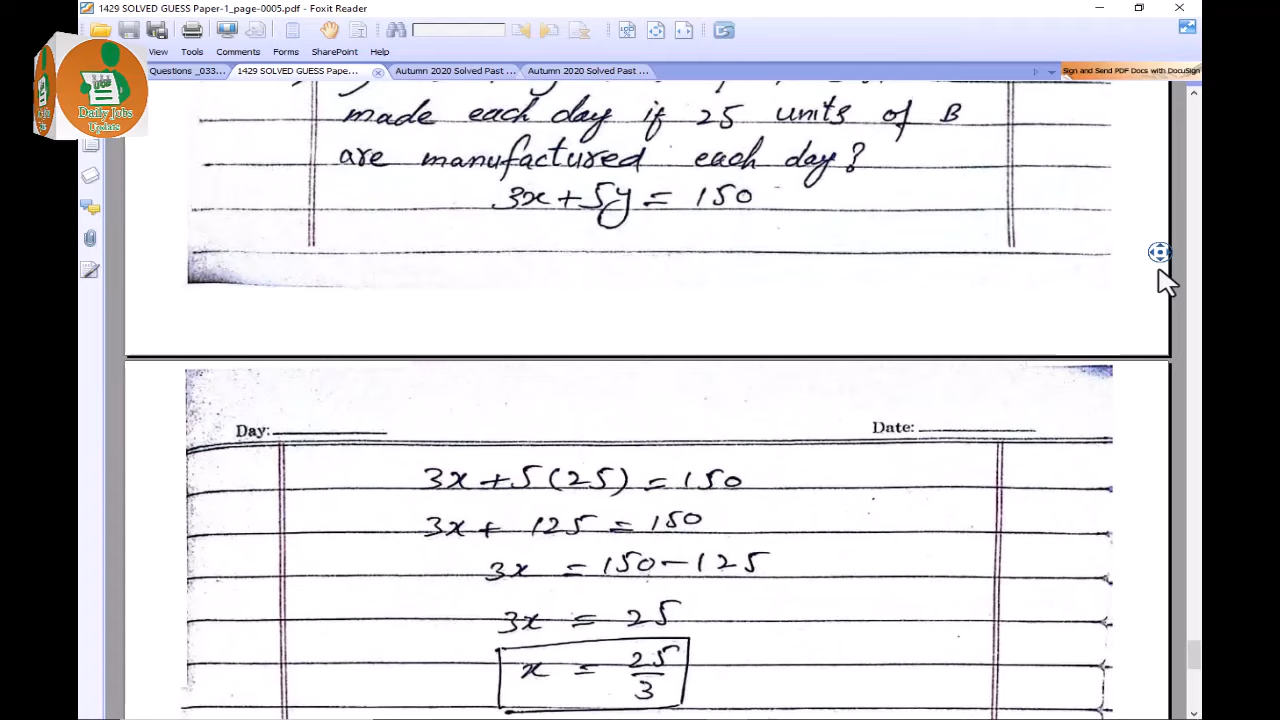 1429 SOLVED GUESS Paper-1_page-0005.pdf - Foxit Reader
View Tools Comments Forms SharePoint Help
Questions _033... 1429 SOLVED GUESS Pape... Autumn 2020 Solved Past ... Autumn 2020 Solved Past ... Sign and Send PDF Docs with DocuSign
Daily Jobs
Update
made each day if 25 units of B
are manufactured each day?
3x + 5y = 150
Day: Date:
3x + 5(25) = 150
3x + 125 = 150
3x = 150 - 125
3x = 25
x = 25/3